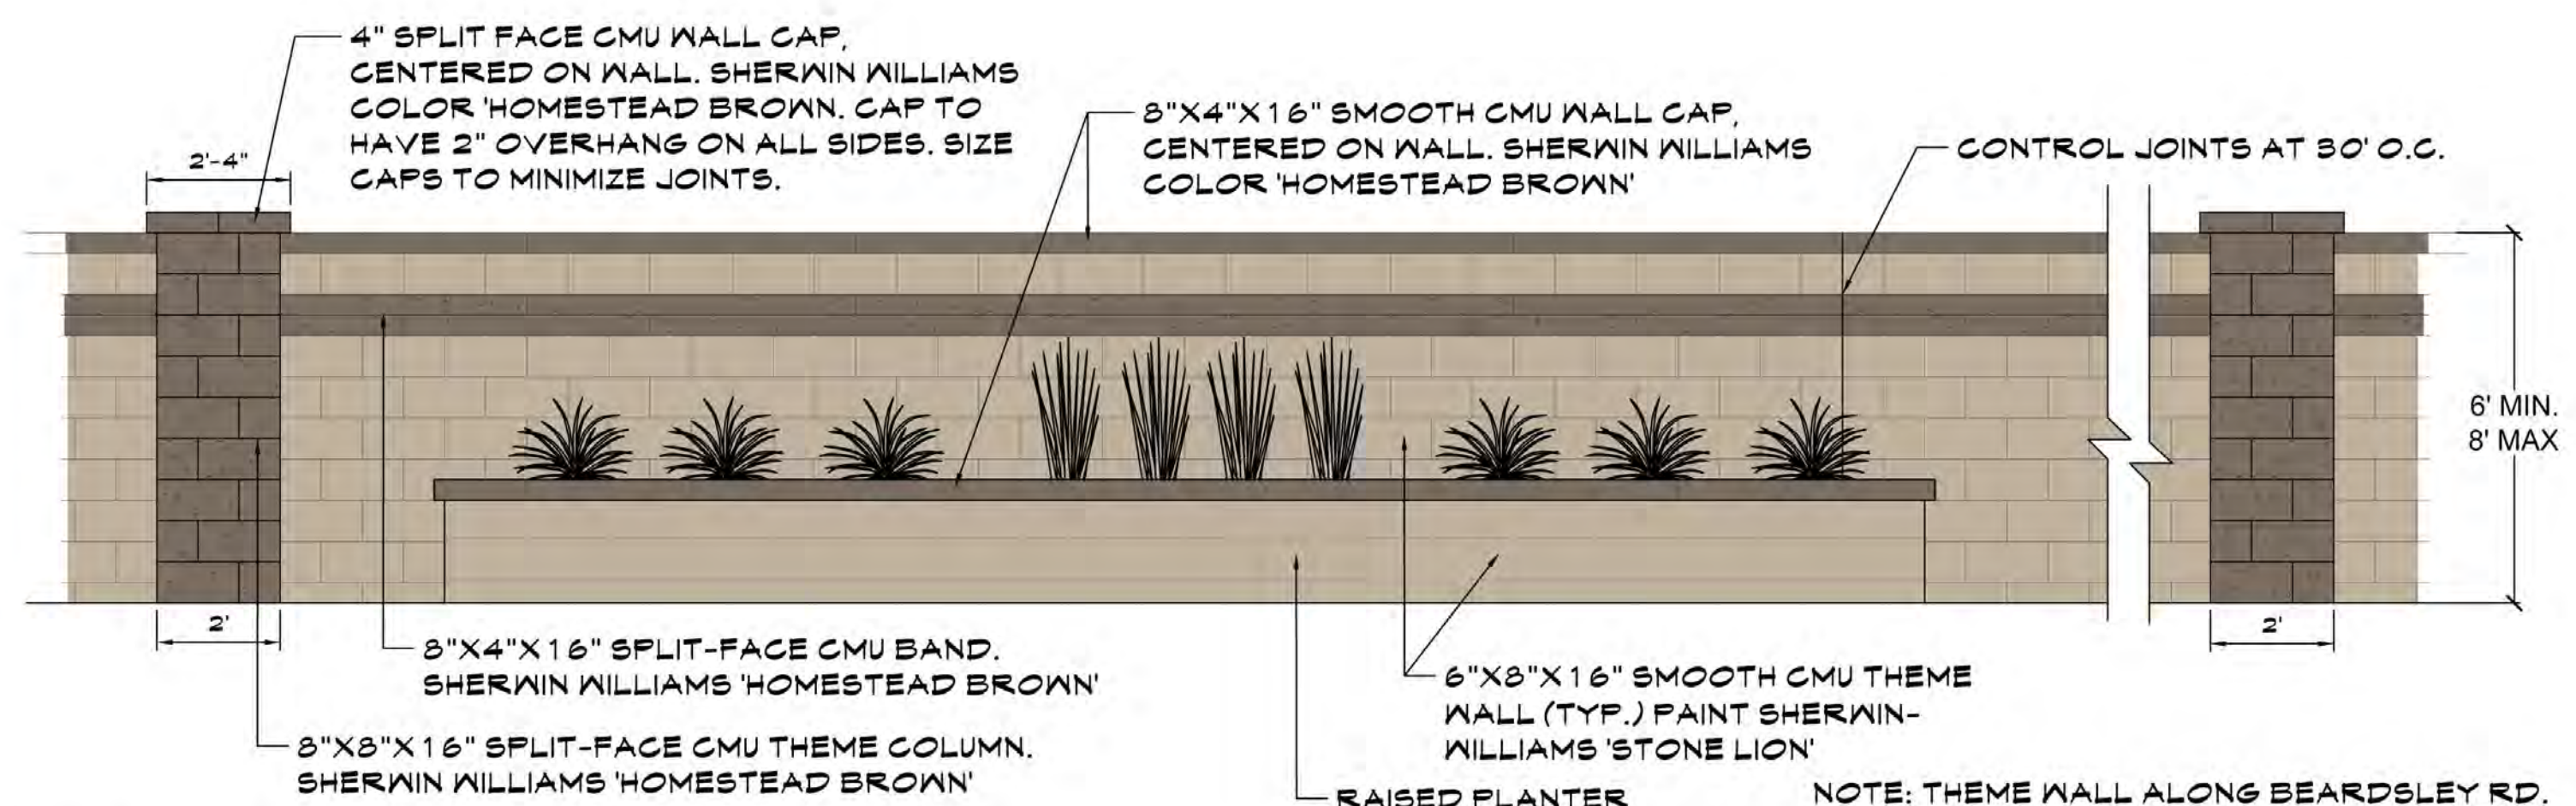 4" SPLIT FACE CMU WALL CAP,
CENTERED ON WALL. SHERWIN WILLIAMS
COLOR 'HOMESTEAD BROWN. CAP TO
HAVE 2" OVERHANG ON ALL SIDES. SIZE
CAPS TO MINIMIZE JOINTS.
2'-4"
8"X4"X16" SMOOTH CMU WALL CAP,
CENTERED ON WALL. SHERWIN WILLIAMS
COLOR 'HOMESTEAD BROWN'
CONTROL JOINTS AT 30' O.C.
6' MIN.
8' MAX
2'
2'
8"X4"X16" SPLIT-FACE CMU BAND.
SHERWIN WILLIAMS 'HOMESTEAD BROWN'
8"X8"X16" SPLIT-FACE CMU THEME COLUMN.
SHERWIN WILLIAMS 'HOMESTEAD BROWN'
6"X8"X16" SMOOTH CMU THEME
WALL (TYP.) PAINT SHERWIN-
WILLIAMS 'STONE LION'
RAISED PLANTER
NOTE: THEME WALL ALONG BEARDSLEY RD.